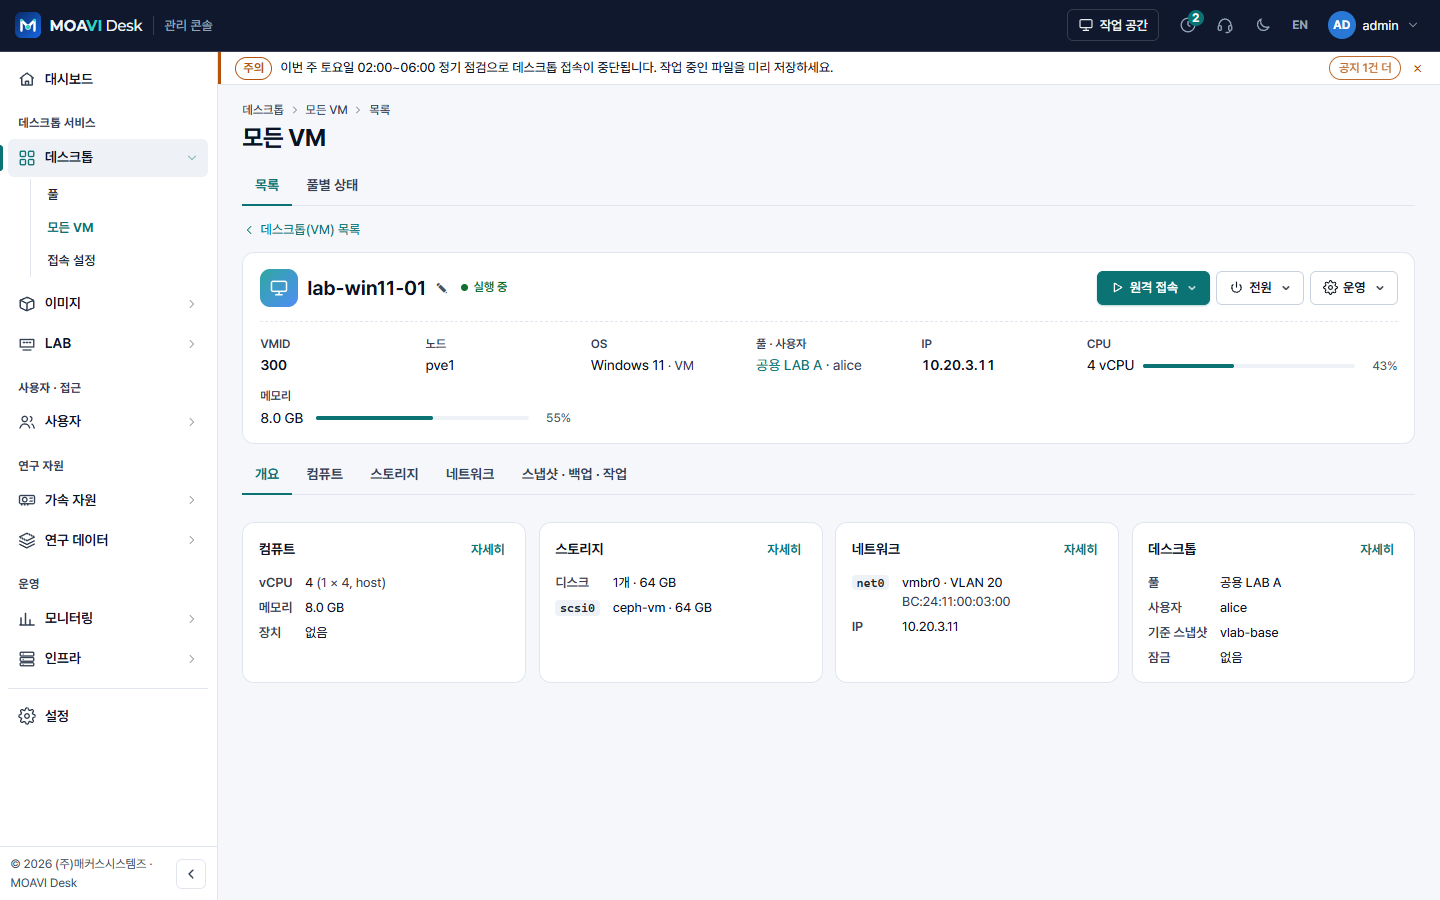 MOAVI Desk 관리 콘솔
작업 공간 2 EN AD admin
주의 이번 주 토요일 02:00~06:00 정기 점검으로 데스크톱 접속이 중단됩니다. 작업 중인 파일을 미리 저장하세요. 공지 1건 더 ×
대시보드
데스크톱 서비스
데스크톱
풀
모든 VM
접속 설정
이미지
LAB
사용자 · 접근
사용자
연구 자원
가속 자원
연구 데이터
운영
모니터링
인프라
설정
© 2026 (주)매커스시스템즈 ·
MOAVI Desk
데스크톱 > 모든 VM > 목록
모든 VM
목록 풀별 상태
데스크톱(VM) 목록
lab-win11-01 실행 중
원격 접속 전원 운영
VMID 노드 OS 풀 · 사용자 IP CPU
300 pve1 Windows 11 · VM 공용 LAB A · alice 10.20.3.11 4 vCPU 43%
메모리
8.0 GB 55%
개요 컴퓨트 스토리지 네트워크 스냅샷 · 백업 · 작업
컴퓨트 자세히
vCPU 4 (1 × 4, host)
메모리 8.0 GB
장치 없음
스토리지 자세히
디스크 1개 · 64 GB
scsi0 ceph-vm · 64 GB
네트워크 자세히
net0 vmbr0 · VLAN 20
BC:24:11:00:03:00
IP 10.20.3.11
데스크톱 자세히
풀 공용 LAB A
사용자 alice
기준 스냅샷 vlab-base
잠금 없음